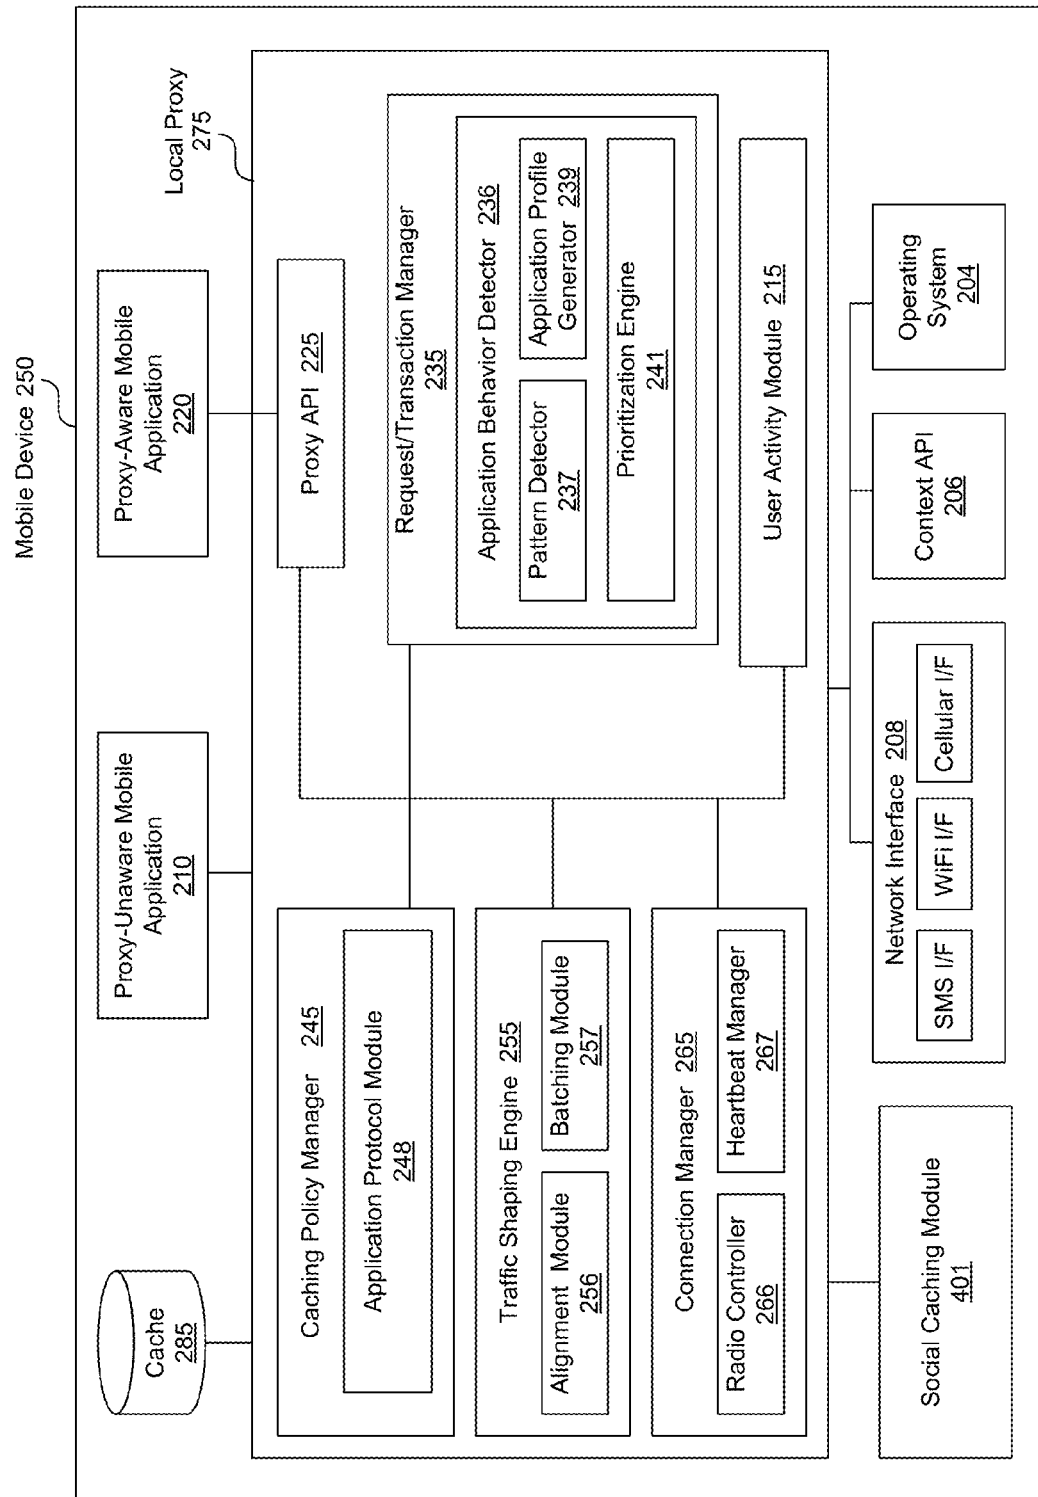 Mobile Device 250
Cache
285
Proxy-Unaware Mobile
Application
210
Proxy-Aware Mobile
Application
220
Local Proxy
275
Caching Policy Manager 245
Application Protocol Module
248
Traffic Shaping Engine 255
Alignment Module
256
Batching Module
257
Connection Manager 265
Radio Controller
266
Heartbeat Manager
267
Proxy API 225
Request/Transaction Manager
235
Application Behavior Detector 236
Pattern Detector
237
Application Profile
Generator 239
Prioritization Engine
241
User Activity Module 215
Social Caching Module
401
Network Interface 208
SMS I/F
WiFi I/F
Cellular I/F
Context API
206
Operating
System
204